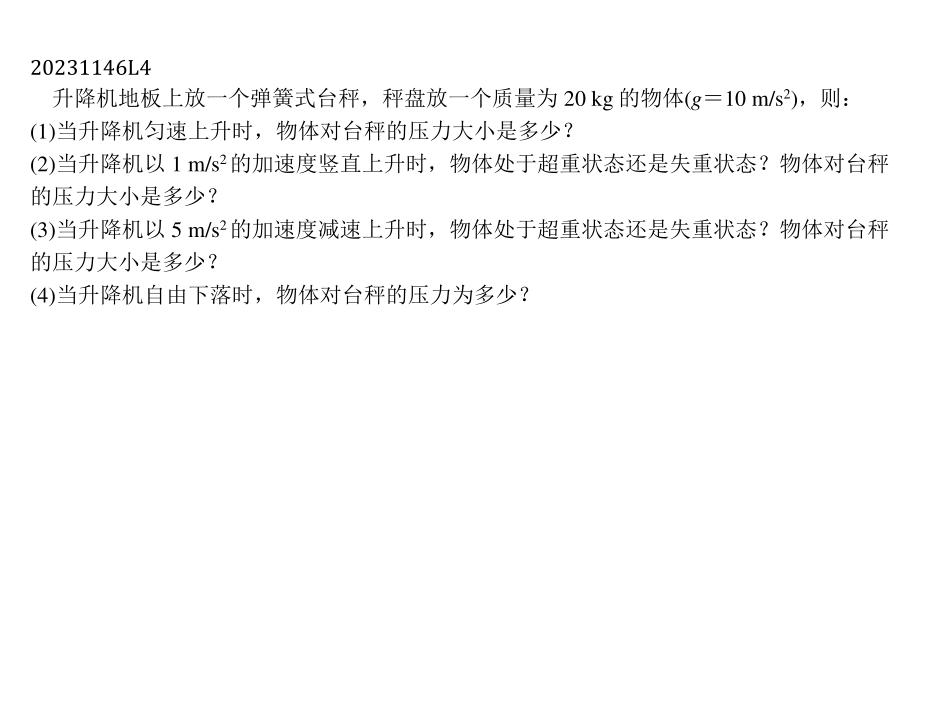 20231146L4
升降机地板上放一个弹簧式台秤，秤盘放一个质量为 20 kg 的物体(g＝10 m/s²)，则：
(1)当升降机匀速上升时，物体对台秤的压力大小是多少？
(2)当升降机以 1 m/s² 的加速度竖直上升时，物体处于超重状态还是失重状态？物体对台秤
的压力大小是多少？
(3)当升降机以 5 m/s² 的加速度减速上升时，物体处于超重状态还是失重状态？物体对台秤
的压力大小是多少？
(4)当升降机自由下落时，物体对台秤的压力为多少？